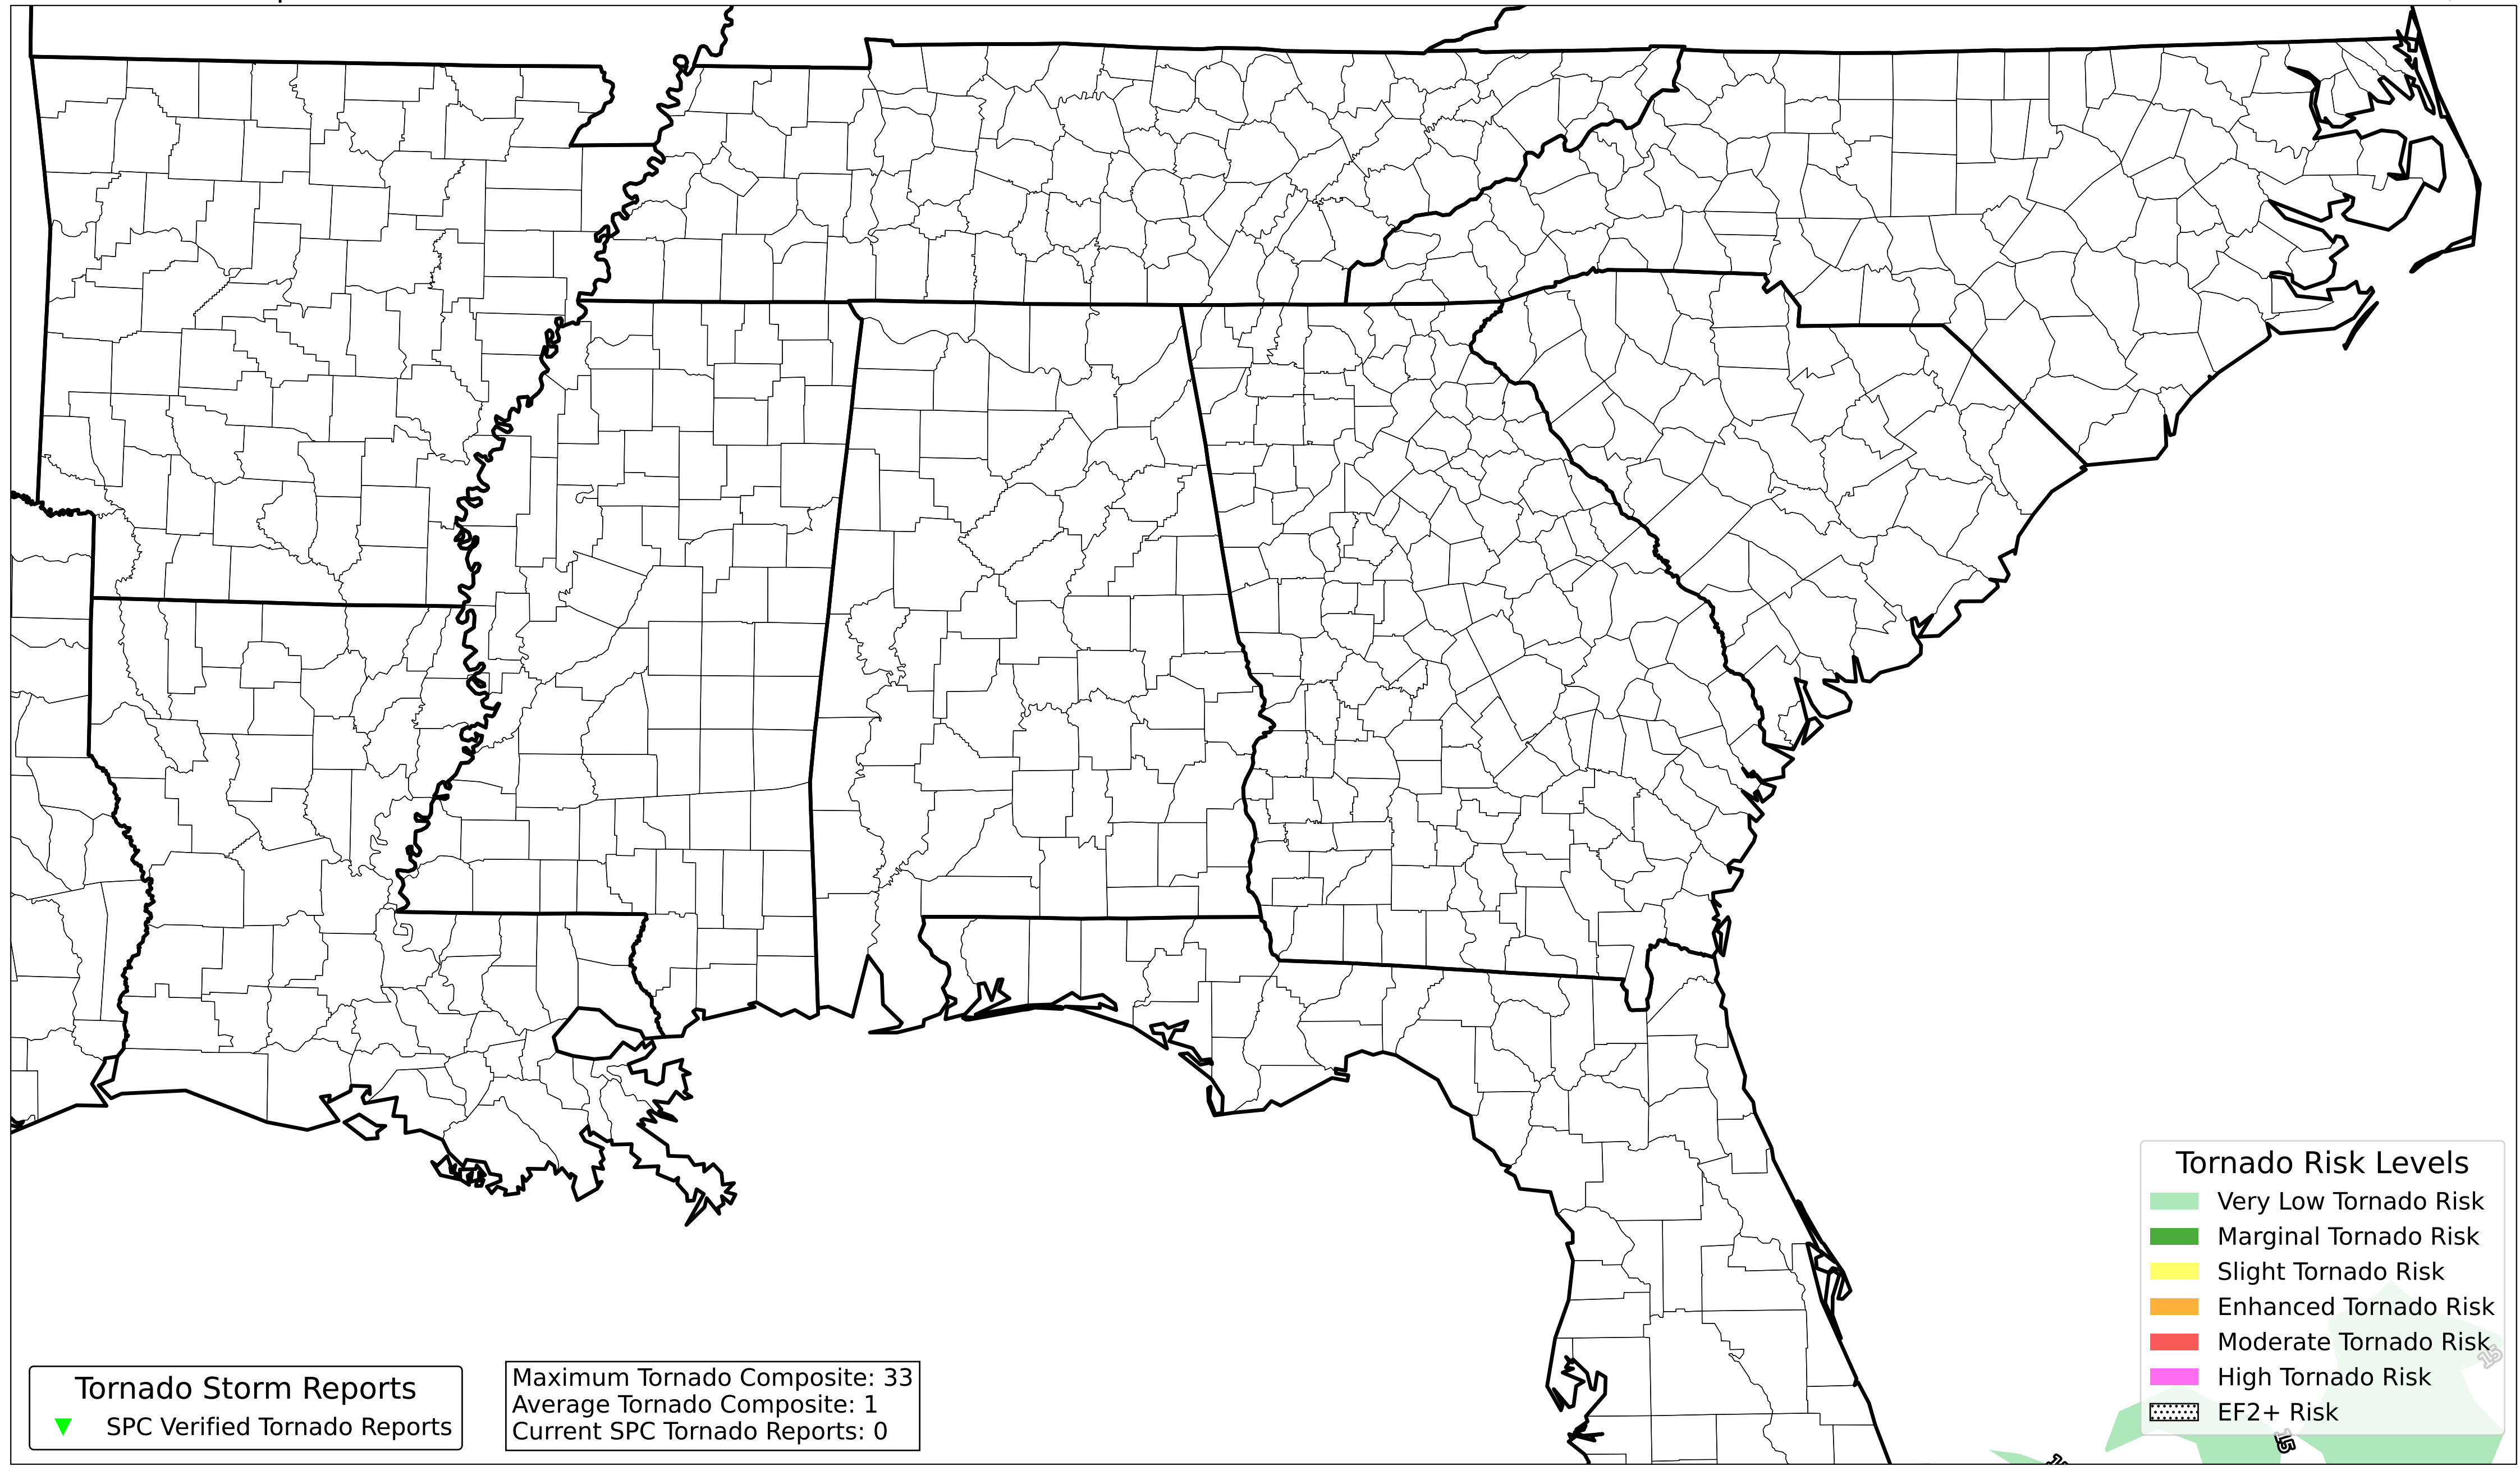 Tornado Storm Reports
SPC Verified Tornado Reports
Maximum Tornado Composite: 33
Average Tornado Composite: 1
Current SPC Tornado Reports: 0
Tornado Risk Levels
Very Low Tornado Risk
Marginal Tornado Risk
Slight Tornado Risk
Enhanced Tornado Risk
Moderate Tornado Risk
High Tornado Risk
EF2+ Risk
15
15